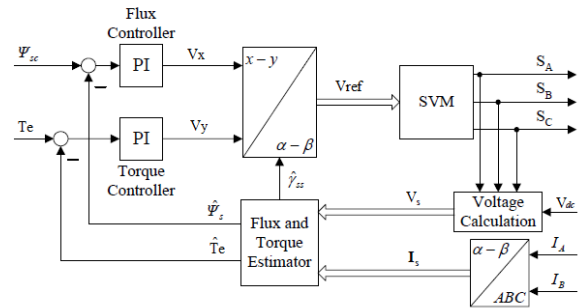 Flux
Controller
Ψsc
PI
Vx
x − y
Vref
SVM
SA
SB
SC
Te
PI
Vy
α − β
Torque
Controller
γ̂ss
Ψ̂s
T̂e
Flux and
Torque
Estimator
Vs
Voltage
Calculation
Vdc
Is
α − β
ABC
IA
IB